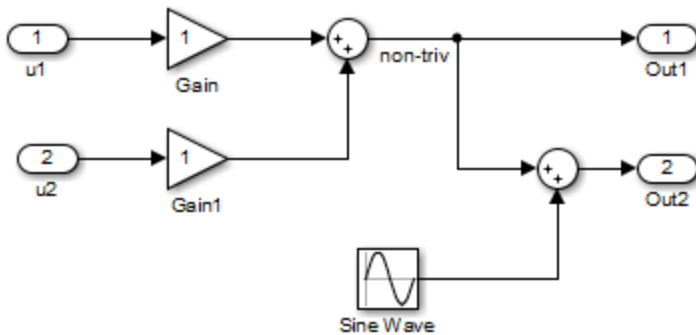 1
u1
1
Gain
++
non-triv
1
Out1
2
u2
1
Gain1
++
2
Out2
Sine Wave